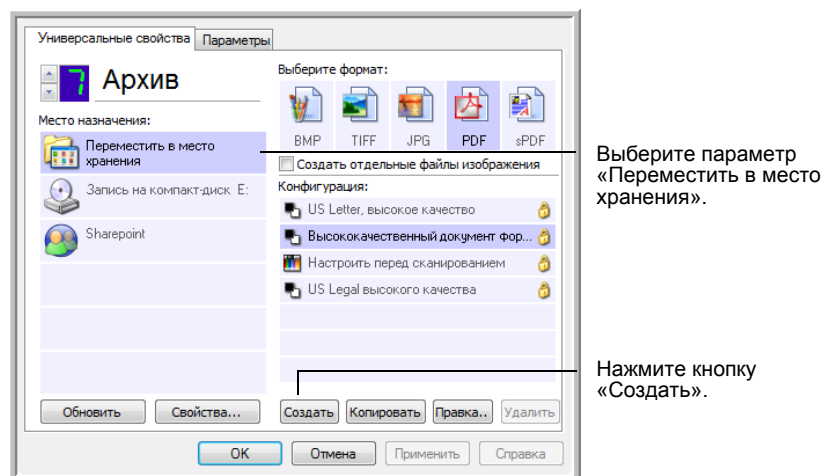 Универсальные свойства
Параметры
7
Архив
Место назначения:
Переместить в место
хранения
Запись на компакт-диск E:
Sharepoint
Обновить
Свойства...
Выберите формат:
BMP
TIFF
JPG
PDF
sPDF
Создать отдельные файлы изображения
Конфигурация:
US Letter, высокое качество
Высококачественный документ фор...
Настроить перед сканированием
US Legal высокого качества
Создать
Копировать
Правка..
Удалить
OK
Отмена
Применить
Справка
Выберите параметр
«Переместить в место
хранения».
Нажмите кнопку
«Создать».